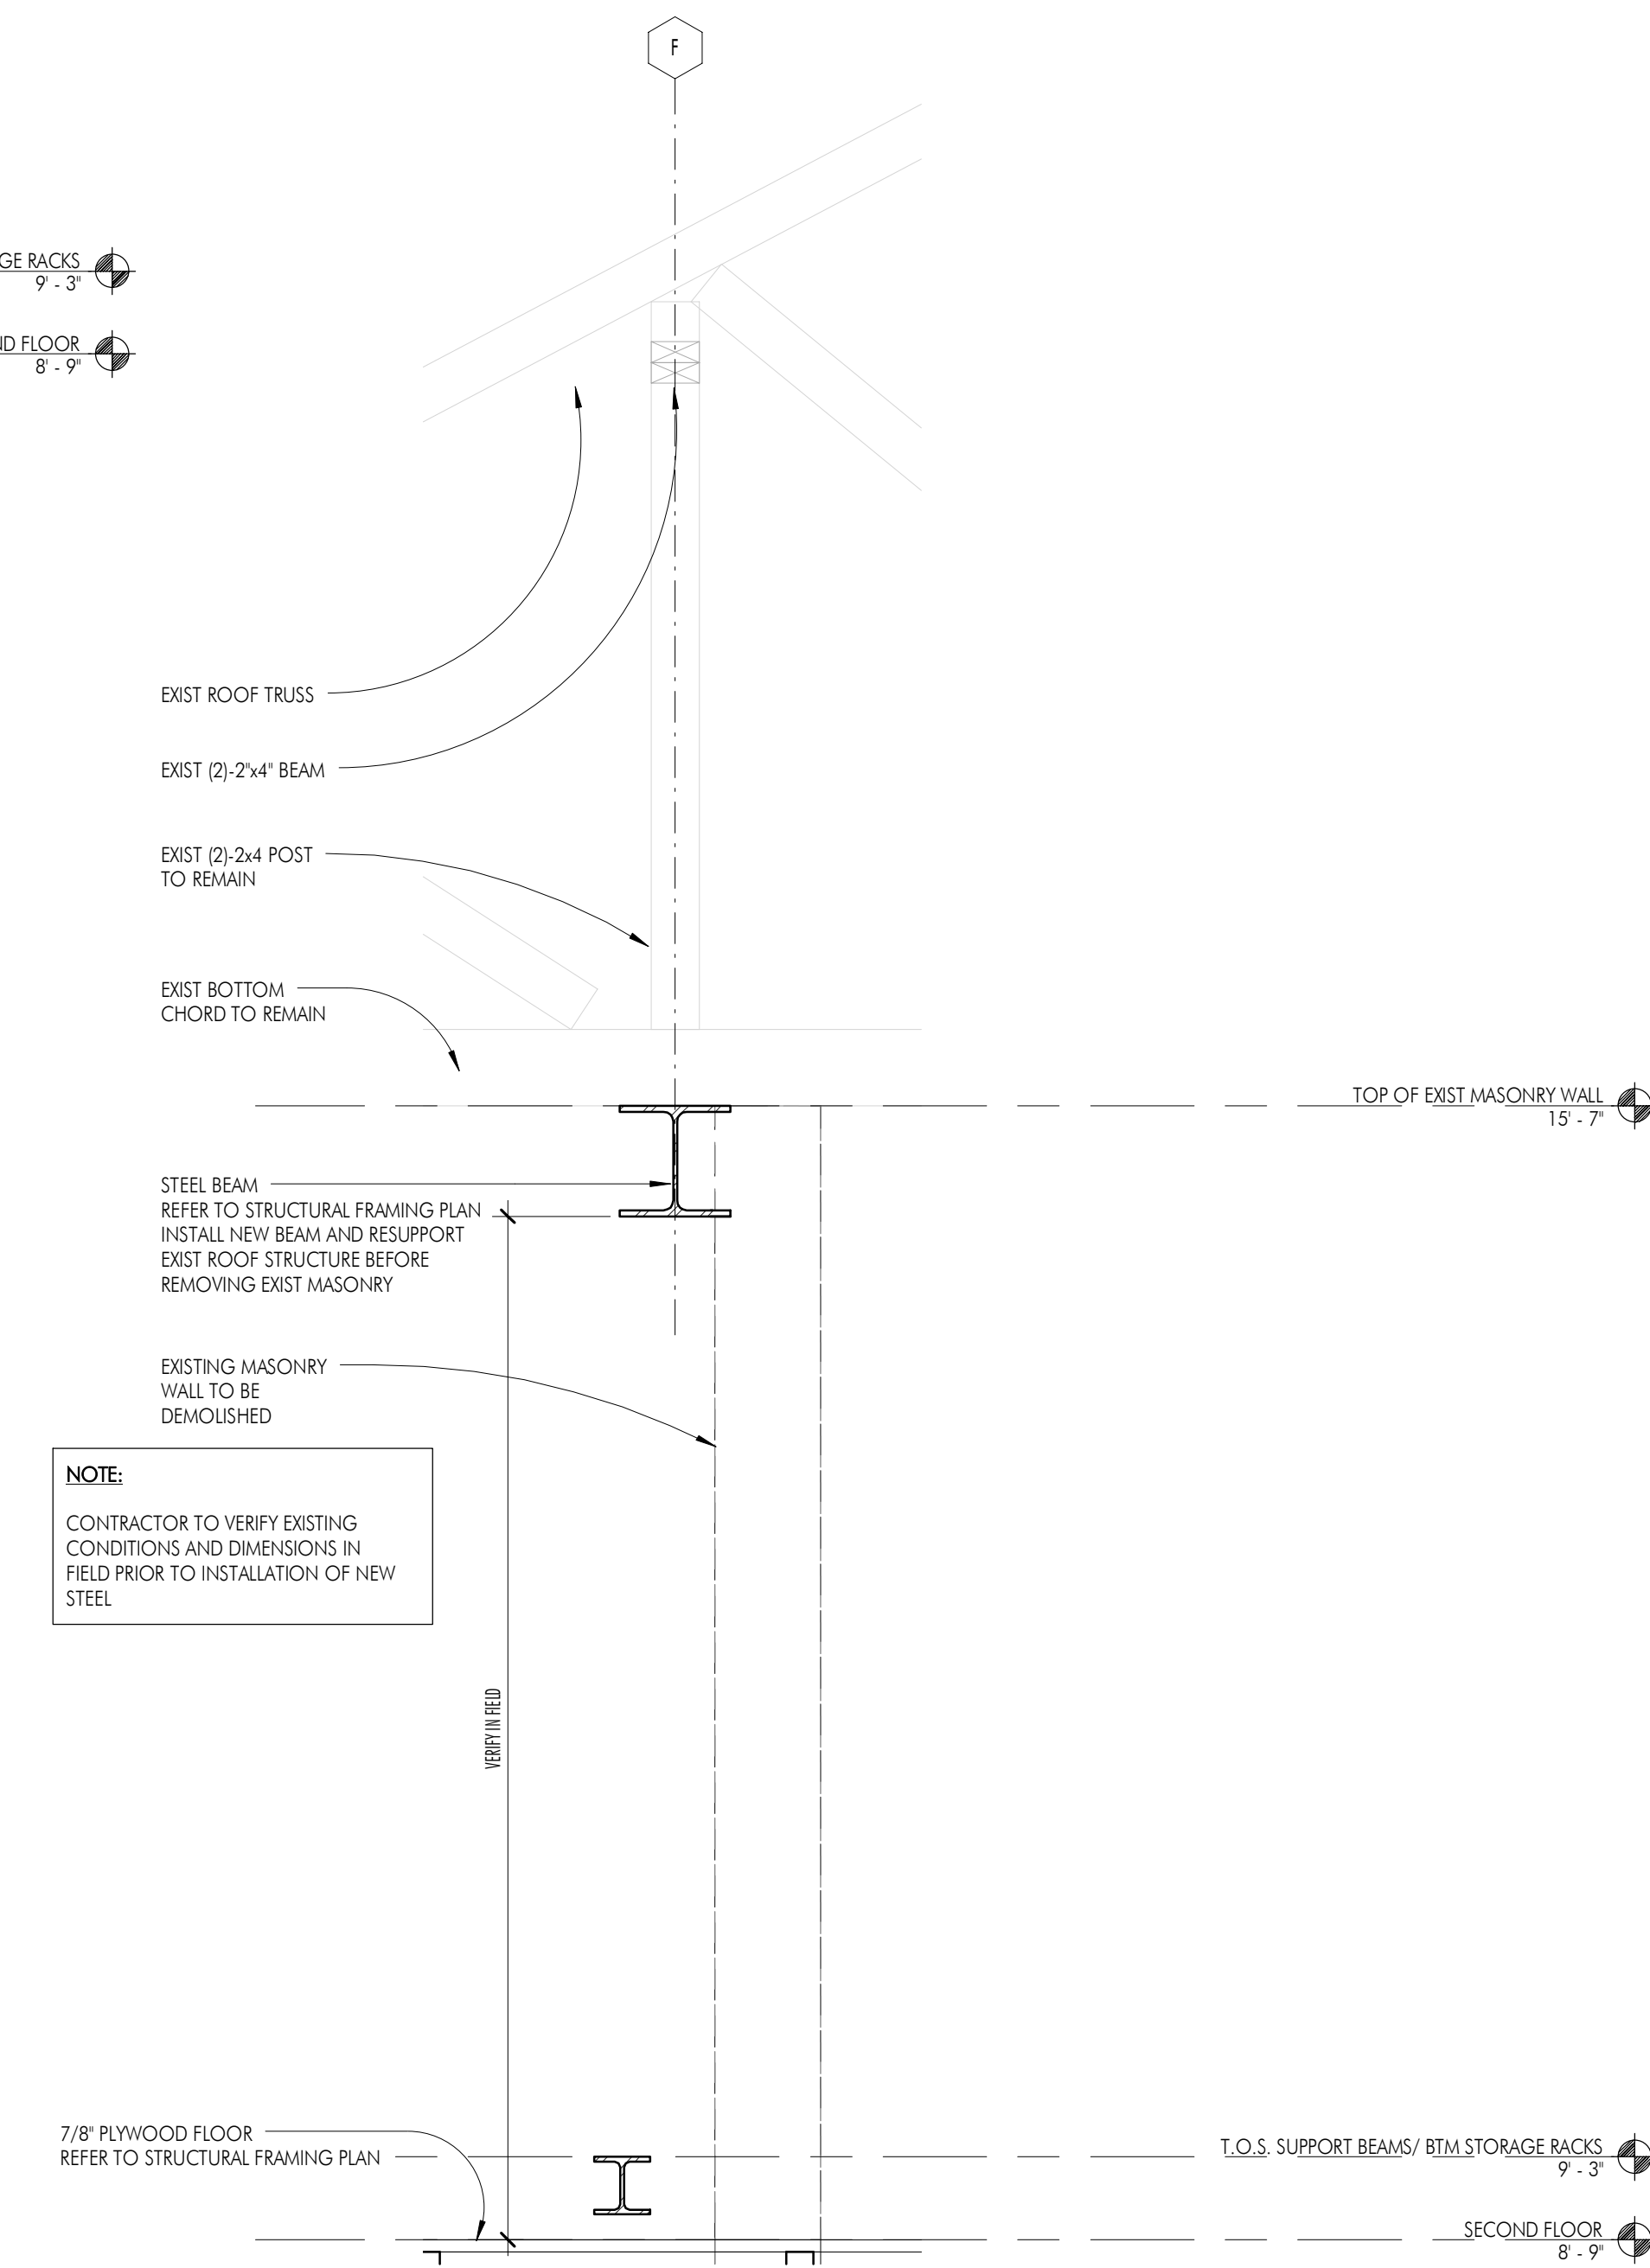 F
GE RACKS
9' - 3"
ND FLOOR
8' - 9"
EXIST ROOF TRUSS
EXIST (2)-2"x4" BEAM
EXIST (2)-2x4 POST
TO REMAIN
EXIST BOTTOM
CHORD TO REMAIN
TOP OF EXIST MASONRY WALL
15' - 7"
STEEL BEAM
REFER TO STRUCTURAL FRAMING PLAN
INSTALL NEW BEAM AND RESUPPORT
EXIST ROOF STRUCTURE BEFORE
REMOVING EXIST MASONRY
EXISTING MASONRY
WALL TO BE
DEMOLISHED
NOTE:
CONTRACTOR TO VERIFY EXISTING
CONDITIONS AND DIMENSIONS IN
FIELD PRIOR TO INSTALLATION OF NEW
STEEL
VERIFY IN FIELD
7/8" PLYWOOD FLOOR
REFER TO STRUCTURAL FRAMING PLAN
T.O.S. SUPPORT BEAMS/ BTM STORAGE RACKS
9' - 3"
SECOND FLOOR
8' - 9"